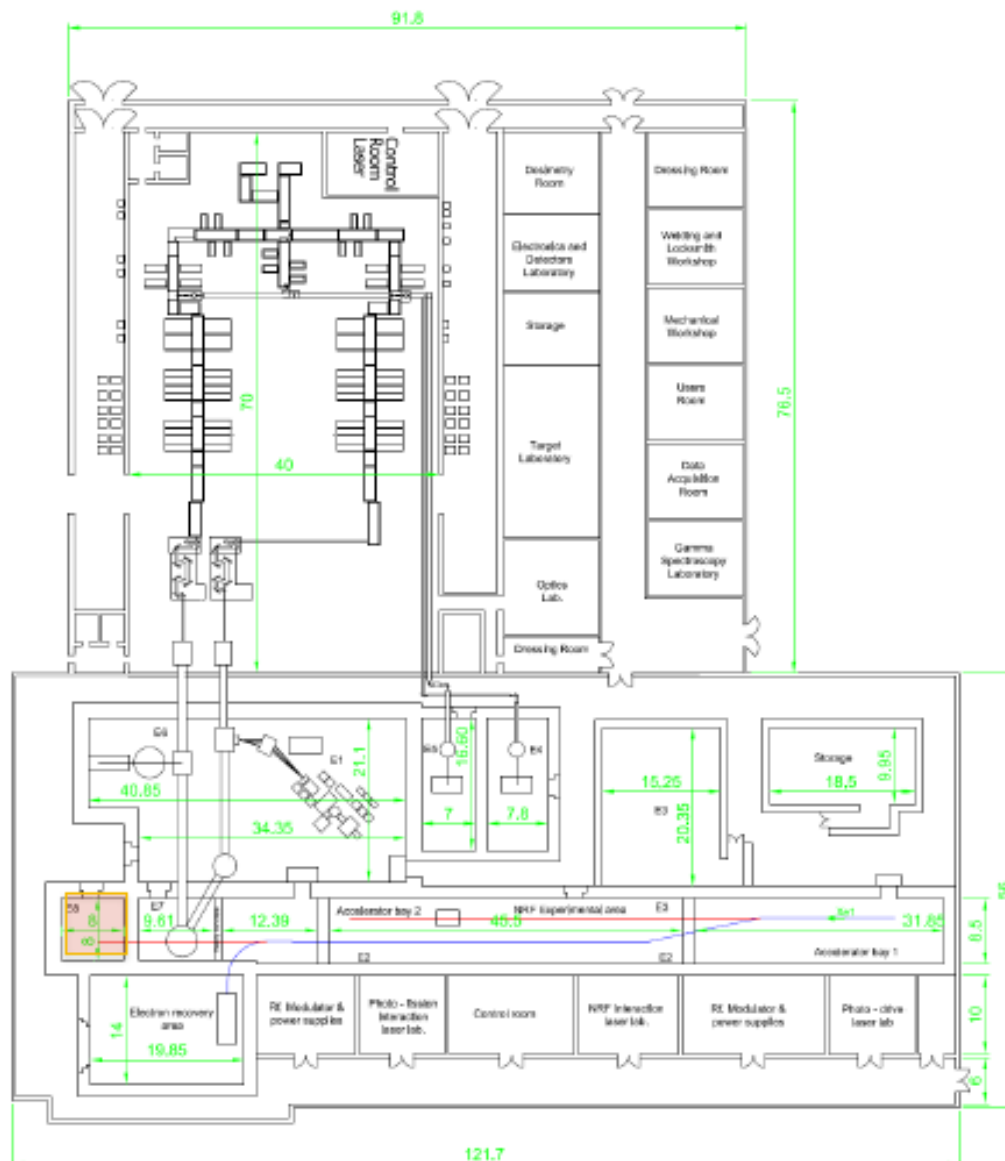 91.8
Control
Room
Laser
Dosimetry
Room
Dressing Room
Electronics and
Detectors
Laboratory
Welding and
Locksmith
Workshop
Storage
Mechanical
Workshop
70
76.5
Users
Room
40
Target
Laboratory
Data
Acquisition
Room
Gamma
Spectroscopy
Laboratory
Optics
Lab.
Dressing Room
E6
E1
21.1
E5
16.60
E4
Storage
9.95
40.85
15.25
18.5
7
7.8
E3
20.35
34.35
E7
8
8
9.61
12.39
Accelerator bay 2
NRF Experimental area
E3
45.5
31.85
8.5
E2
E2
Accelerator bay 1
Electron recovery
area
14
19.85
RF Modulator &
power supplies
Photo - fission
Interaction
laser lab.
Control room
NRF Interaction
laser lab.
RF Modulator &
power supplies
Photo - drive
laser lab
10
6
121.7